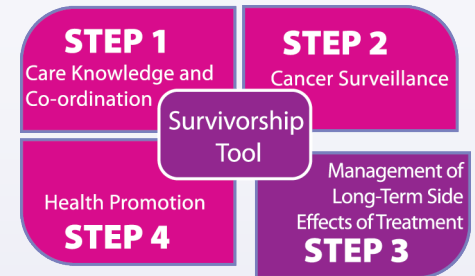 STEP 1
Care Knowledge and
Co-ordination
STEP 2
Cancer Surveillance
Survivorship
Tool
Management of
Long-Term Side
Effects of Treatment
STEP 3
Health Promotion
STEP 4